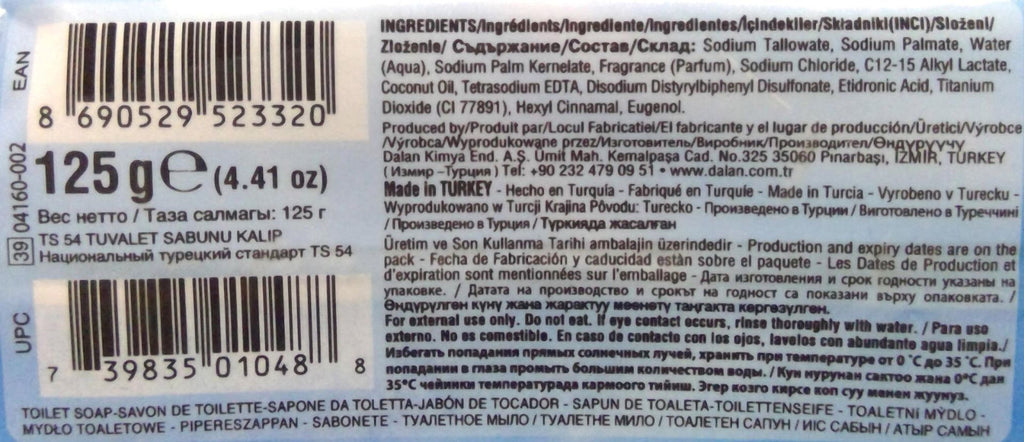 EAN
8 690529 523320
39 04160-002
125 g e (4.41 oz)
Вес нетто / Таза салмагы: 125 г
TS 54 TUVALET SABUNU KALIP
Национальный турецкий стандарт TS 54
UPC
7 39835 01048 8
INGREDIENTS/Ingrédients/Ingrediente/Ingredientes/İçindekiler/Składniki(INCI)/Složení/
Zloženie/ Съдържание/Состав/Склад: Sodium Tallowate, Sodium Palmate, Water
(Aqua), Sodium Palm Kernelate, Fragrance (Parfum), Sodium Chloride, C12-15 Alkyl Lactate,
Coconut Oil, Tetrasodium EDTA, Disodium Distyrylbiphenyl Disulfonate, Etidronic Acid, Titanium
Dioxide (CI 77891), Hexyl Cinnamal, Eugenol.
Produced by/Produit par/Locul Fabricatiei/El fabricante y el lugar de producción/Üretici/Výrobce
/Výrobca/Wyprodukowane przez/Изготовитель/Виробник/Производител/Өндүрүүчү
Dalan Kimya End. A.Ş. Ümit Mah. Kemalpaşa Cad. No.325 35060 Pınarbaşı, İZMİR, TURKEY
( Измир –Турция ) Tel: +90 232 479 09 51 • www.dalan.com.tr
Made in TURKEY - Hecho en Turquía - Fabriqué en Turquie - Made in Turcia - Vyrobeno v Turecku -
Wyprodukowano w Turcji Krajina Pôvodu: Turecko - Произведено в Турции / Виготовлено в Туреччині
/ Произведено в Турция / Түркияда жасалган
Üretim ve Son Kullanma Tarihi ambalajin üzerindedir - Production and expiry dates are on the
pack - Fecha de Fabricación y caducidad están sobre el paquete - Les Dates de Production et
d'expiration sont mentionnées sur l'emballage - Дата изготовления и срок годности указаны на
упаковке. / Датата на производство и срокът на годност са показани върху опаковката. /
Өндүрүлгөн күнү жана жарактуу мөөнөтү таңгакта көргөзүлгөн.
For external use only. Do not eat. If eye contact occurs, rinse thoroughly with water. / Para uso
externo. No es comestible. En caso de contacto con los ojos, lavelos con abundante agua limpia./
Избегать попадания прямых солнечных лучей, хранить при температуре от 0 ˚C до 35 ˚C. При
попадании в глаза промыть большим количеством воды. / Күн нурунан сактоо жана 0°C дан
35°C чейинки температурада кармоого тийиш. Эгер көзгө кирсе көп суу менен жууңуз.
TOILET SOAP-SAVON DE TOILETTE-SAPONE DA TOLETTA-JABÓN DE TOCADOR - SAPUN DE TOALETA-TOILETTENSEIFE - TOALETNÍ MÝDLO -
MYDŁO TOALETOWE - PIPERESZAPPAN - SABONETE - ТУАЛЕТНОЕ МЫЛО / ТУАЛЕТНЕ МИЛО / ТОАЛЕТЕН САПУН / ИІС САБЫН / АТЫР САМЫН